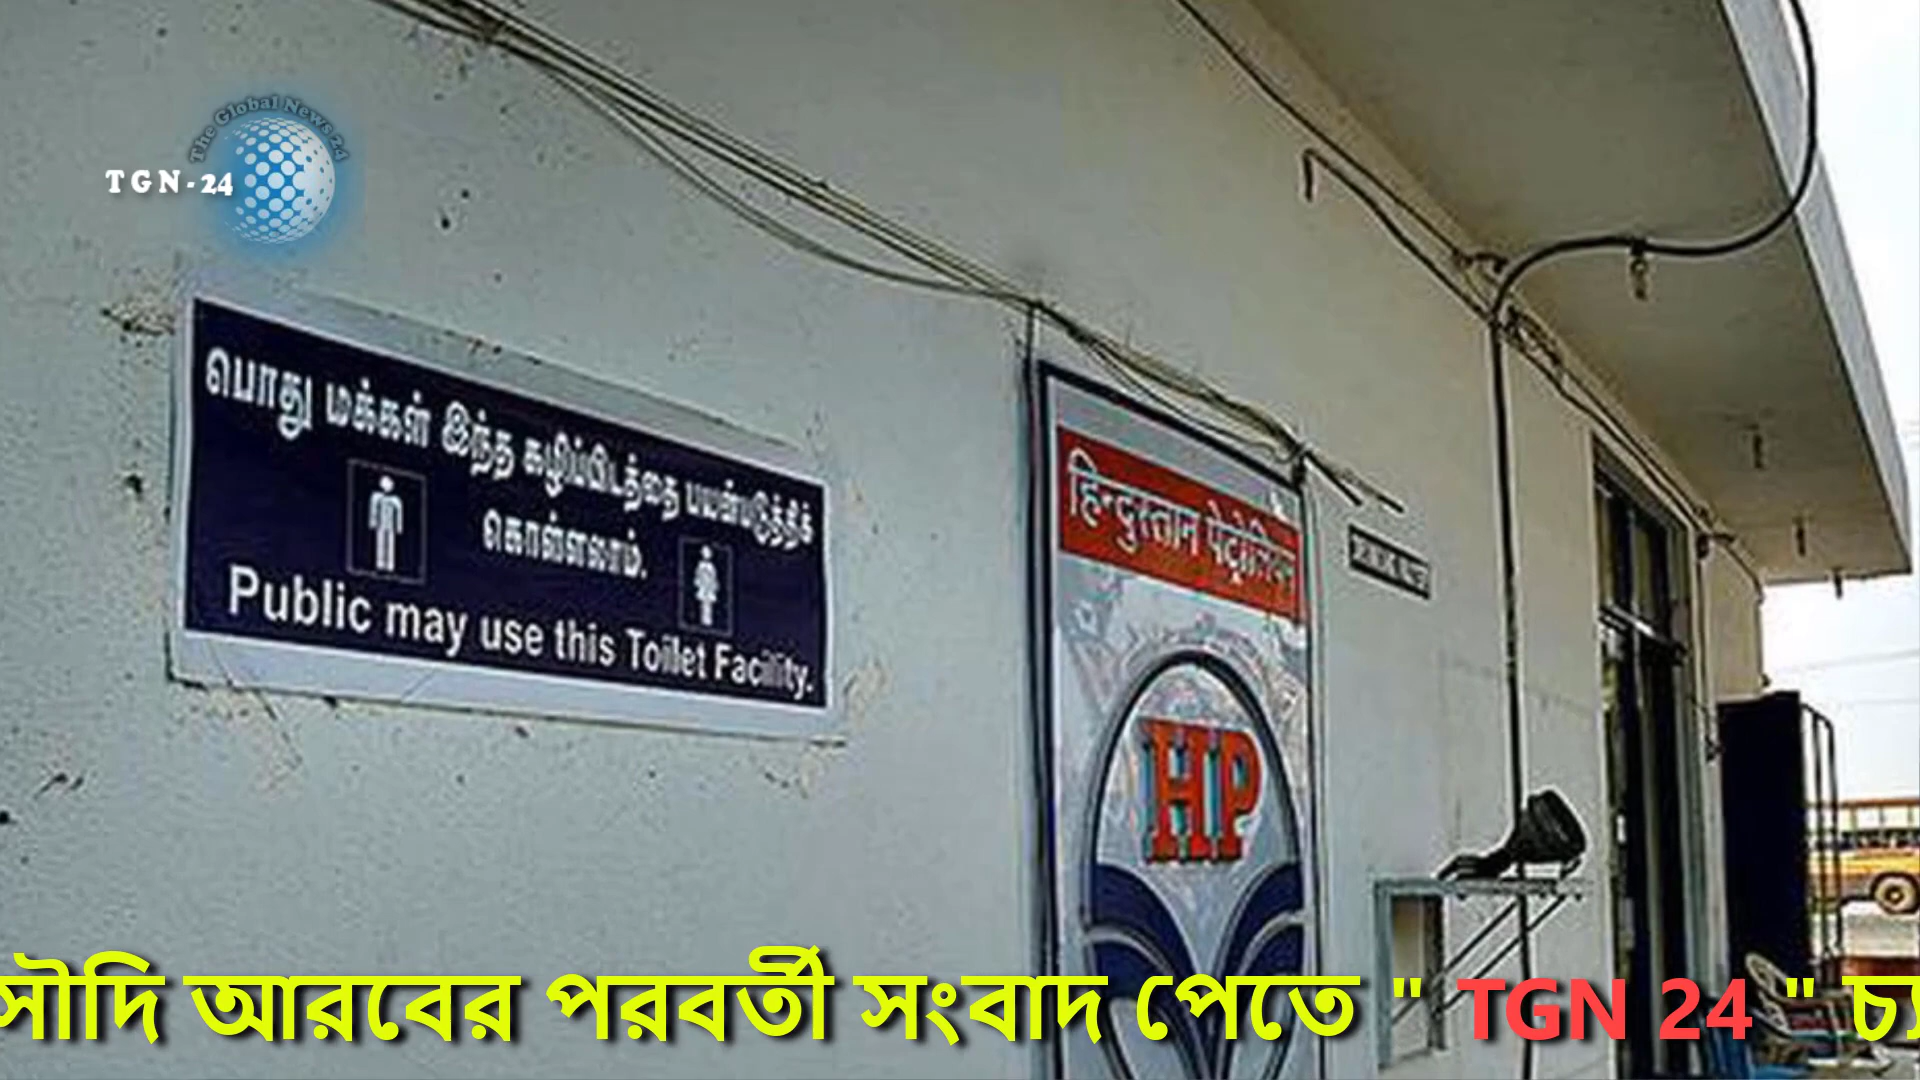 The Global News 24
TGN-24
பொது மக்கள் இந்த கழிப்பிடத்தை பயன்படுத்திக்
கொள்ளலாம்.
Public may use this Toilet Facility.
हिन्दुस्तान पेट्रोलियम
HP
সৌদি আরবের পরবর্তী সংবাদ পেতে " TGN 24 "